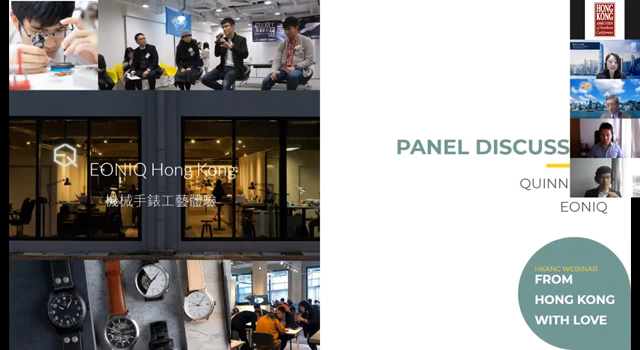 EONIQ Hong Kong
機械手錶工藝體驗
PANEL DISCUSS
QUINN
EONIQ
HKANC WEBINAR
FROM
HONG KONG
WITH LOVE
HONG
KONG